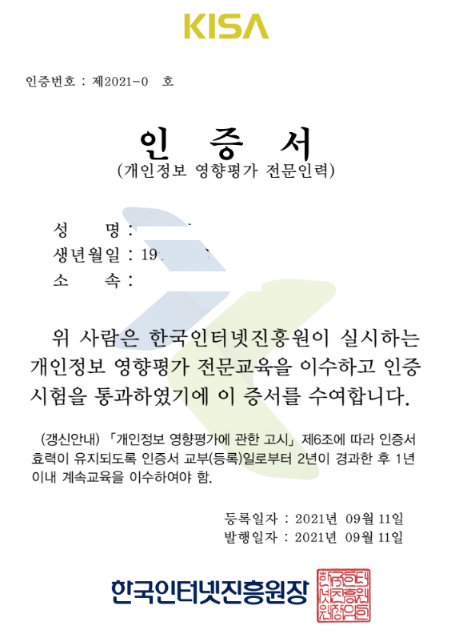 KISA
인증번호 : 제2021-0 호
인 증 서
(개인정보 영향평가 전문인력)
성 명 :
생년월일 : 19
소 속 :
위 사람은 한국인터넷진흥원이 실시하는
개인정보 영향평가 전문교육을 이수하고 인증
시험을 통과하였기에 이 증서를 수여합니다.
(갱신안내) 「개인정보 영향평가에 관한 고시」 제6조에 따라 인증서
효력이 유지되도록 인증서 교부(등록)일로부터 2년이 경과한 후 1년
이내 계속교육을 이수하여야 함.
등록일자 : 2021년 09월 11일
발행일자 : 2021년 09월 11일
한국인터넷진흥원장